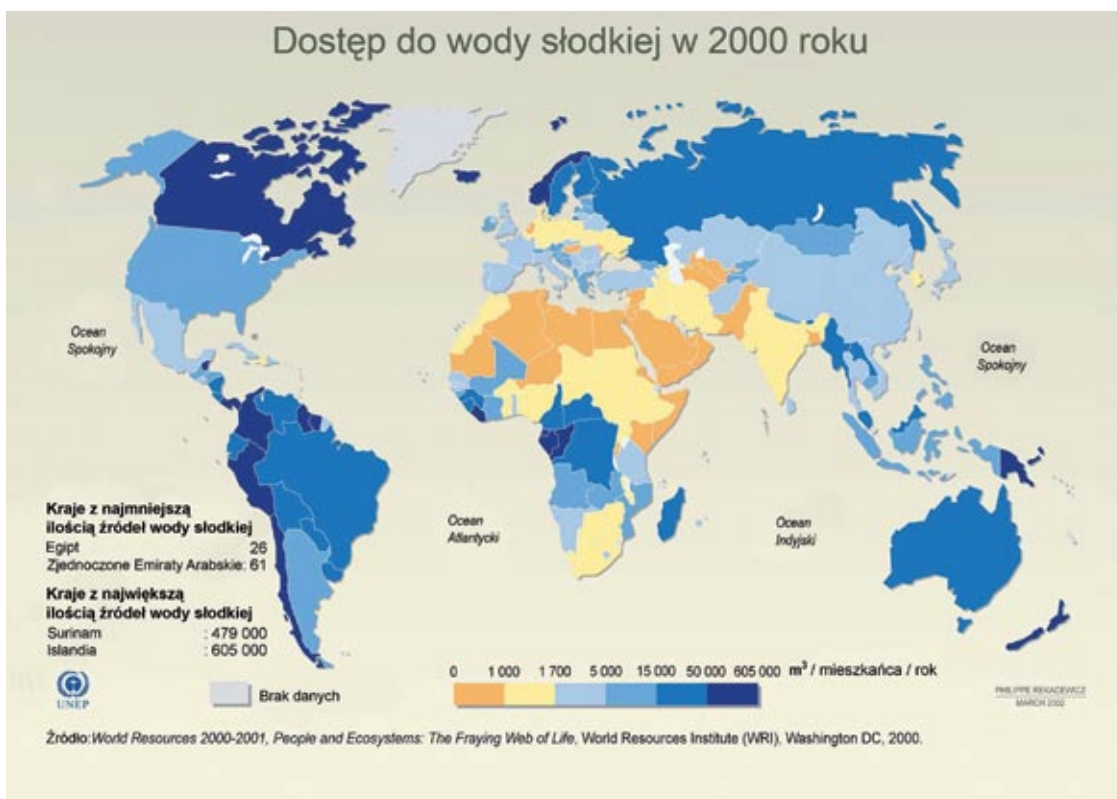 Dostęp do wody słodkiej w 2000 roku
Ocean
Spokojny
Ocean
Spokojny
Ocean
Atlantycki
Ocean
Indyjski
Kraje z najmniejszą
ilością źródeł wody słodkiej
Egipt 26
Zjednoczone Emiraty Arabskie: 61
Kraje z największą
ilością źródeł wody słodkiej
Surinam : 479 000
Islandia : 605 000
UNEP
Brak danych
0 1 000 1 700 5 000 15 000 50 000 605 000 m³ / mieszkańca / rok
PHILIPPE REKACEWICZ
MARCH 2002
Źródło:World Resources 2000-2001, People and Ecosystems: The Fraying Web of Life, World Resources Institute (WRI), Washington DC, 2000.